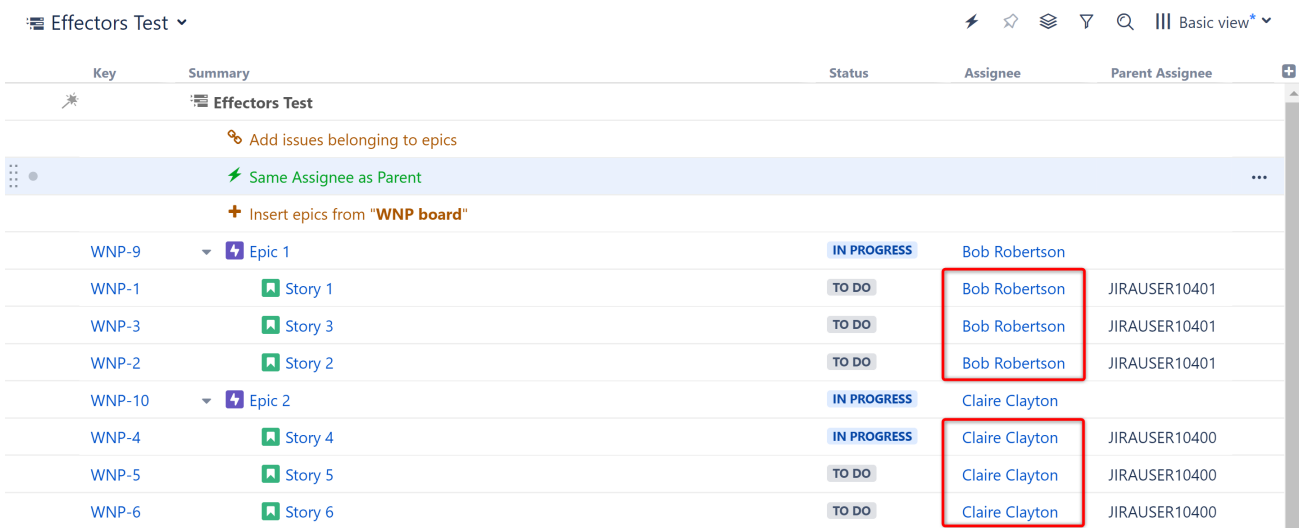 Effectors Test
Basic view*
Key Summary Status Assignee Parent Assignee
Effectors Test
Add issues belonging to epics
Same Assignee as Parent
Insert epics from "WNP board"
WNP-9 Epic 1 IN PROGRESS Bob Robertson
WNP-1 Story 1 TO DO Bob Robertson JIRAUSER10401
WNP-3 Story 3 TO DO Bob Robertson JIRAUSER10401
WNP-2 Story 2 TO DO Bob Robertson JIRAUSER10401
WNP-10 Epic 2 IN PROGRESS Claire Clayton
WNP-4 Story 4 IN PROGRESS Claire Clayton JIRAUSER10400
WNP-5 Story 5 TO DO Claire Clayton JIRAUSER10400
WNP-6 Story 6 TO DO Claire Clayton JIRAUSER10400